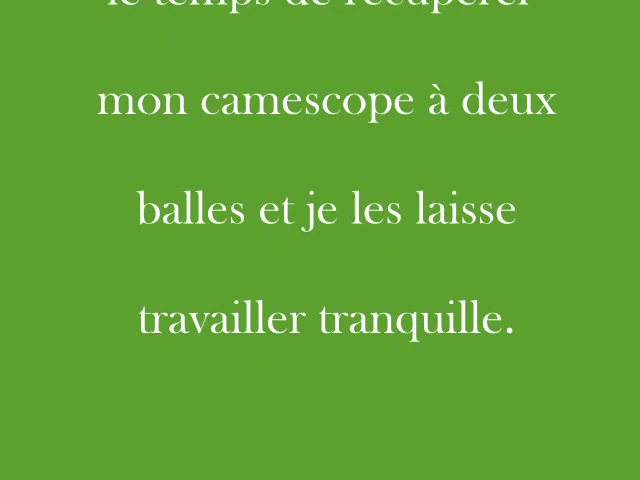 le temps de récupérer
mon camescope à deux
balles et je les laisse
travailler tranquille.